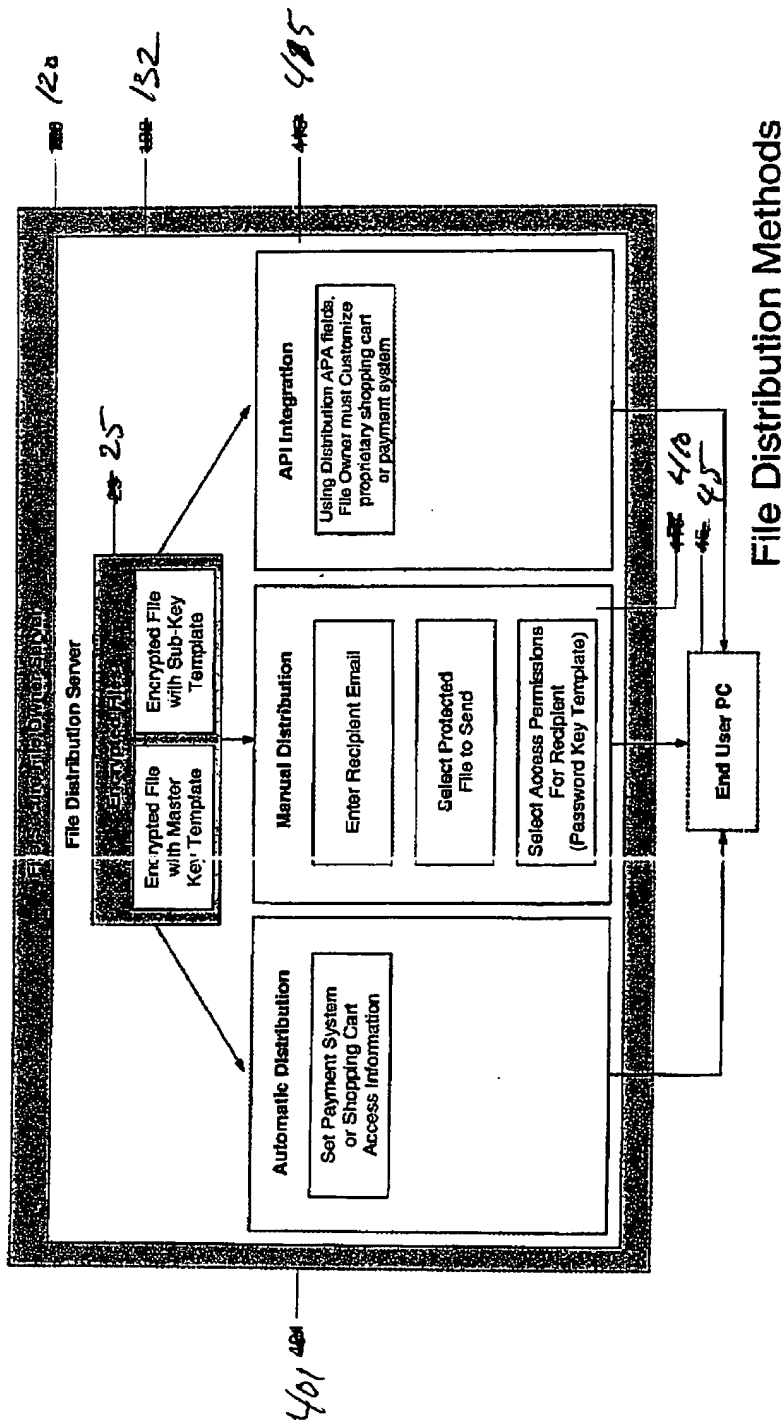 File Distribution Server
Encrypted File
with Master
Key Template
Encrypted File
with Sub-Key
Template
Automatic Distribution
Set Payment System
or Shopping Cart
Access Information
Manual Distribution
Enter Recipient Email
Select Protected
File to Send
Select Access Permissions
For Recipient
(Password Key Template)
API Integration
Using Distribution APA fields,
File Owner must Customize
proprietary shopping cart
or payment system
End User PC
120
132
25
401
410
45
File Distribution Methods